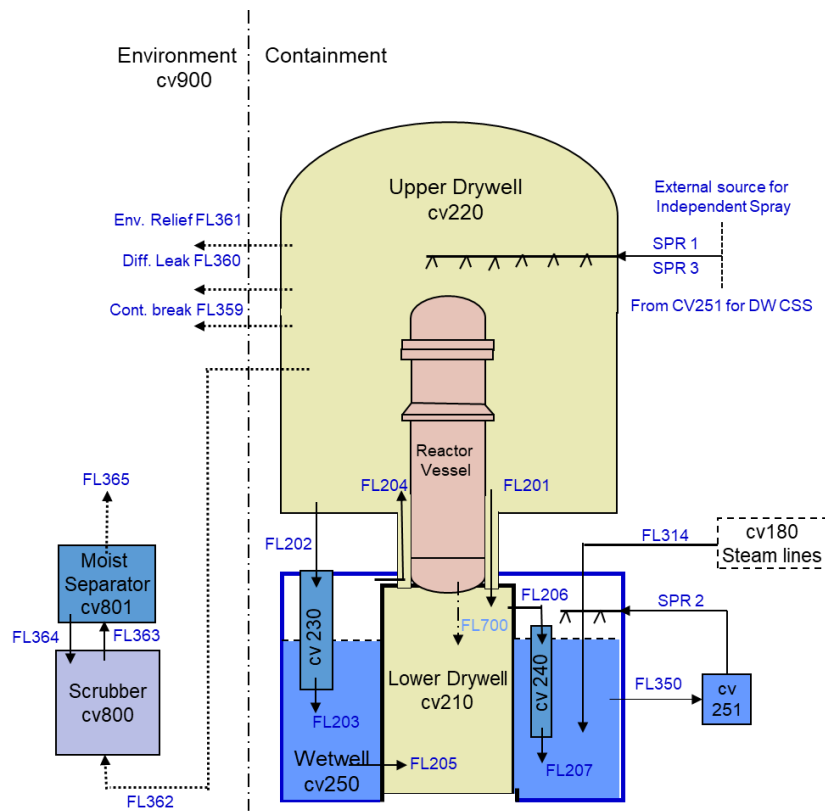 Environment
cv900
Containment
Upper Drywell
cv220
External source for
Independent Spray
Env. Relief FL361
SPR 1
Diff. Leak FL360
SPR 3
Cont. break FL359
From CV251 for DW CSS
Reactor
Vessel
FL365
FL204
FL201
FL202
FL314
cv180
Steam lines
Moist
Separator
cv801
FL206
SPR 2
FL364
FL363
cv 230
FL700
cv 240
Scrubber
cv800
Lower Drywell
cv210
FL350
cv
251
FL203
Wetwell
cv250
FL205
FL207
FL362